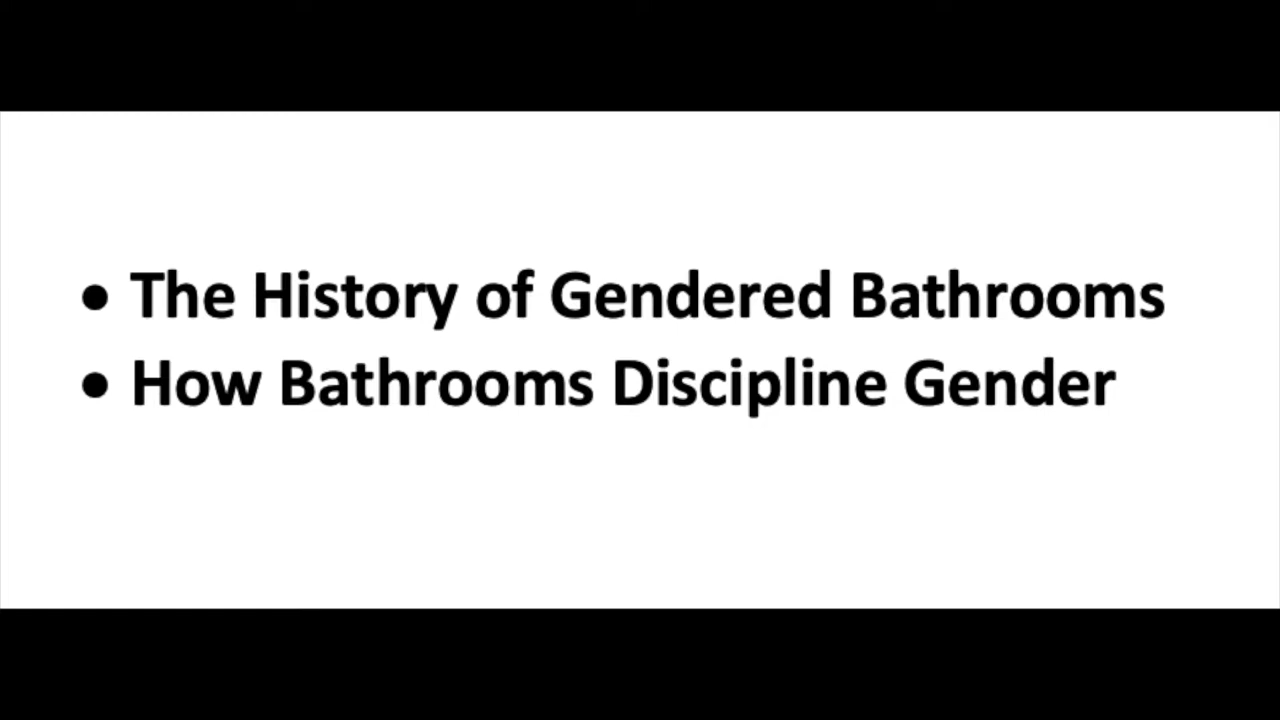 • The History of Gendered Bathrooms
• How Bathrooms Discipline Gender